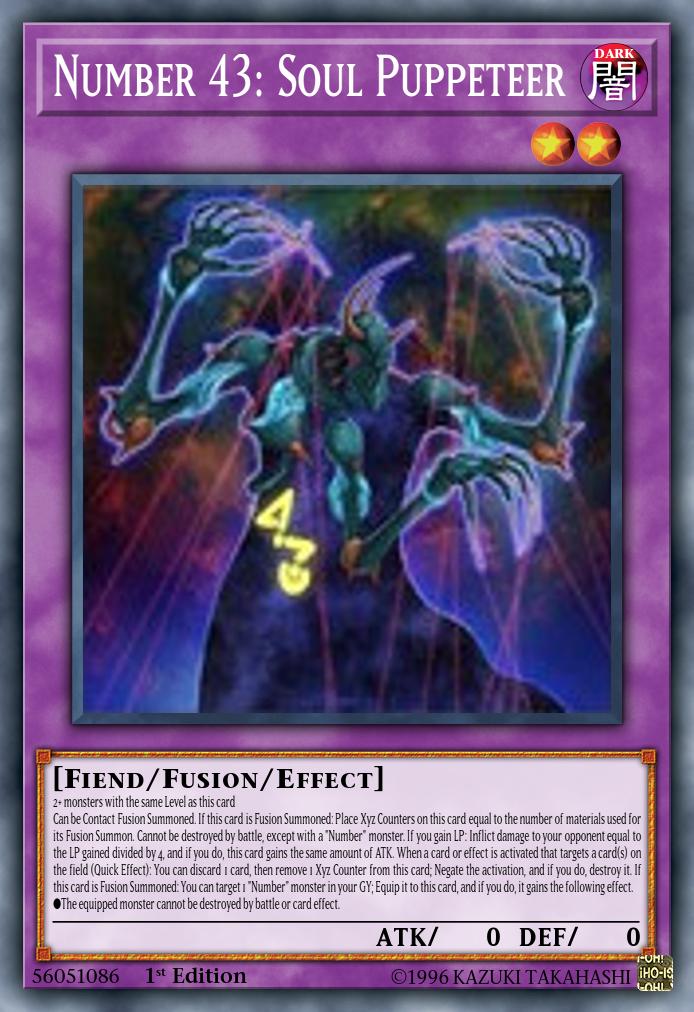 Number 43: Soul Puppeteer
DARK
闇
43
[Fiend/Fusion/Effect]
2+ monsters with the same Level as this card
Can be Contact Fusion Summoned. If this card is Fusion Summoned: Place Xyz Counters on this card equal to the number of materials used for
its Fusion Summon. Cannot be destroyed by battle, except with a "Number" monster. If you gain LP: Inflict damage to your opponent equal to
the LP gained divided by 4, and if you do, this card gains the same amount of ATK. When a card or effect is activated that targets a card(s) on
the field (Quick Effect): You can discard 1 card, then remove 1 Xyz Counter from this card; Negate the activation, and if you do, destroy it. If
this card is Fusion Summoned: You can target 1 "Number" monster in your GY; Equip it to this card, and if you do, it gains the following effect.
●The equipped monster cannot be destroyed by battle or card effect.
ATK/ 0 DEF/ 0
56051086 1st Edition ©1996 KAZUKI TAKAHASHI